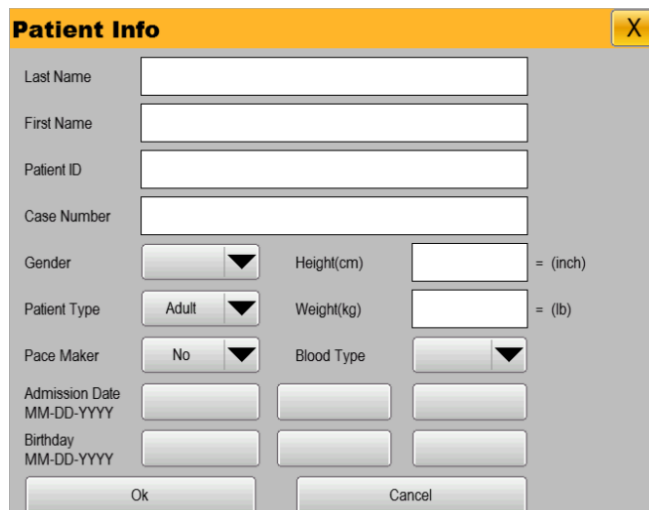 Patient Info X
Last Name
First Name
Patient ID
Case Number
Gender Height(cm) = (inch)
Patient Type Adult Weight(kg) = (lb)
Pace Maker No Blood Type
Admission Date
MM-DD-YYYY
Birthday
MM-DD-YYYY
Ok Cancel